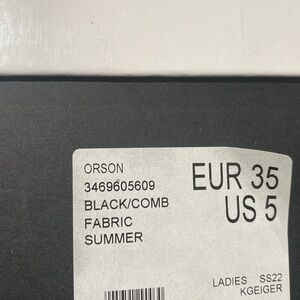 ORSON
3469605609
BLACK/COMB
FABRIC
SUMMER
EUR 35
US 5
LADIES SS22
KGEIGER